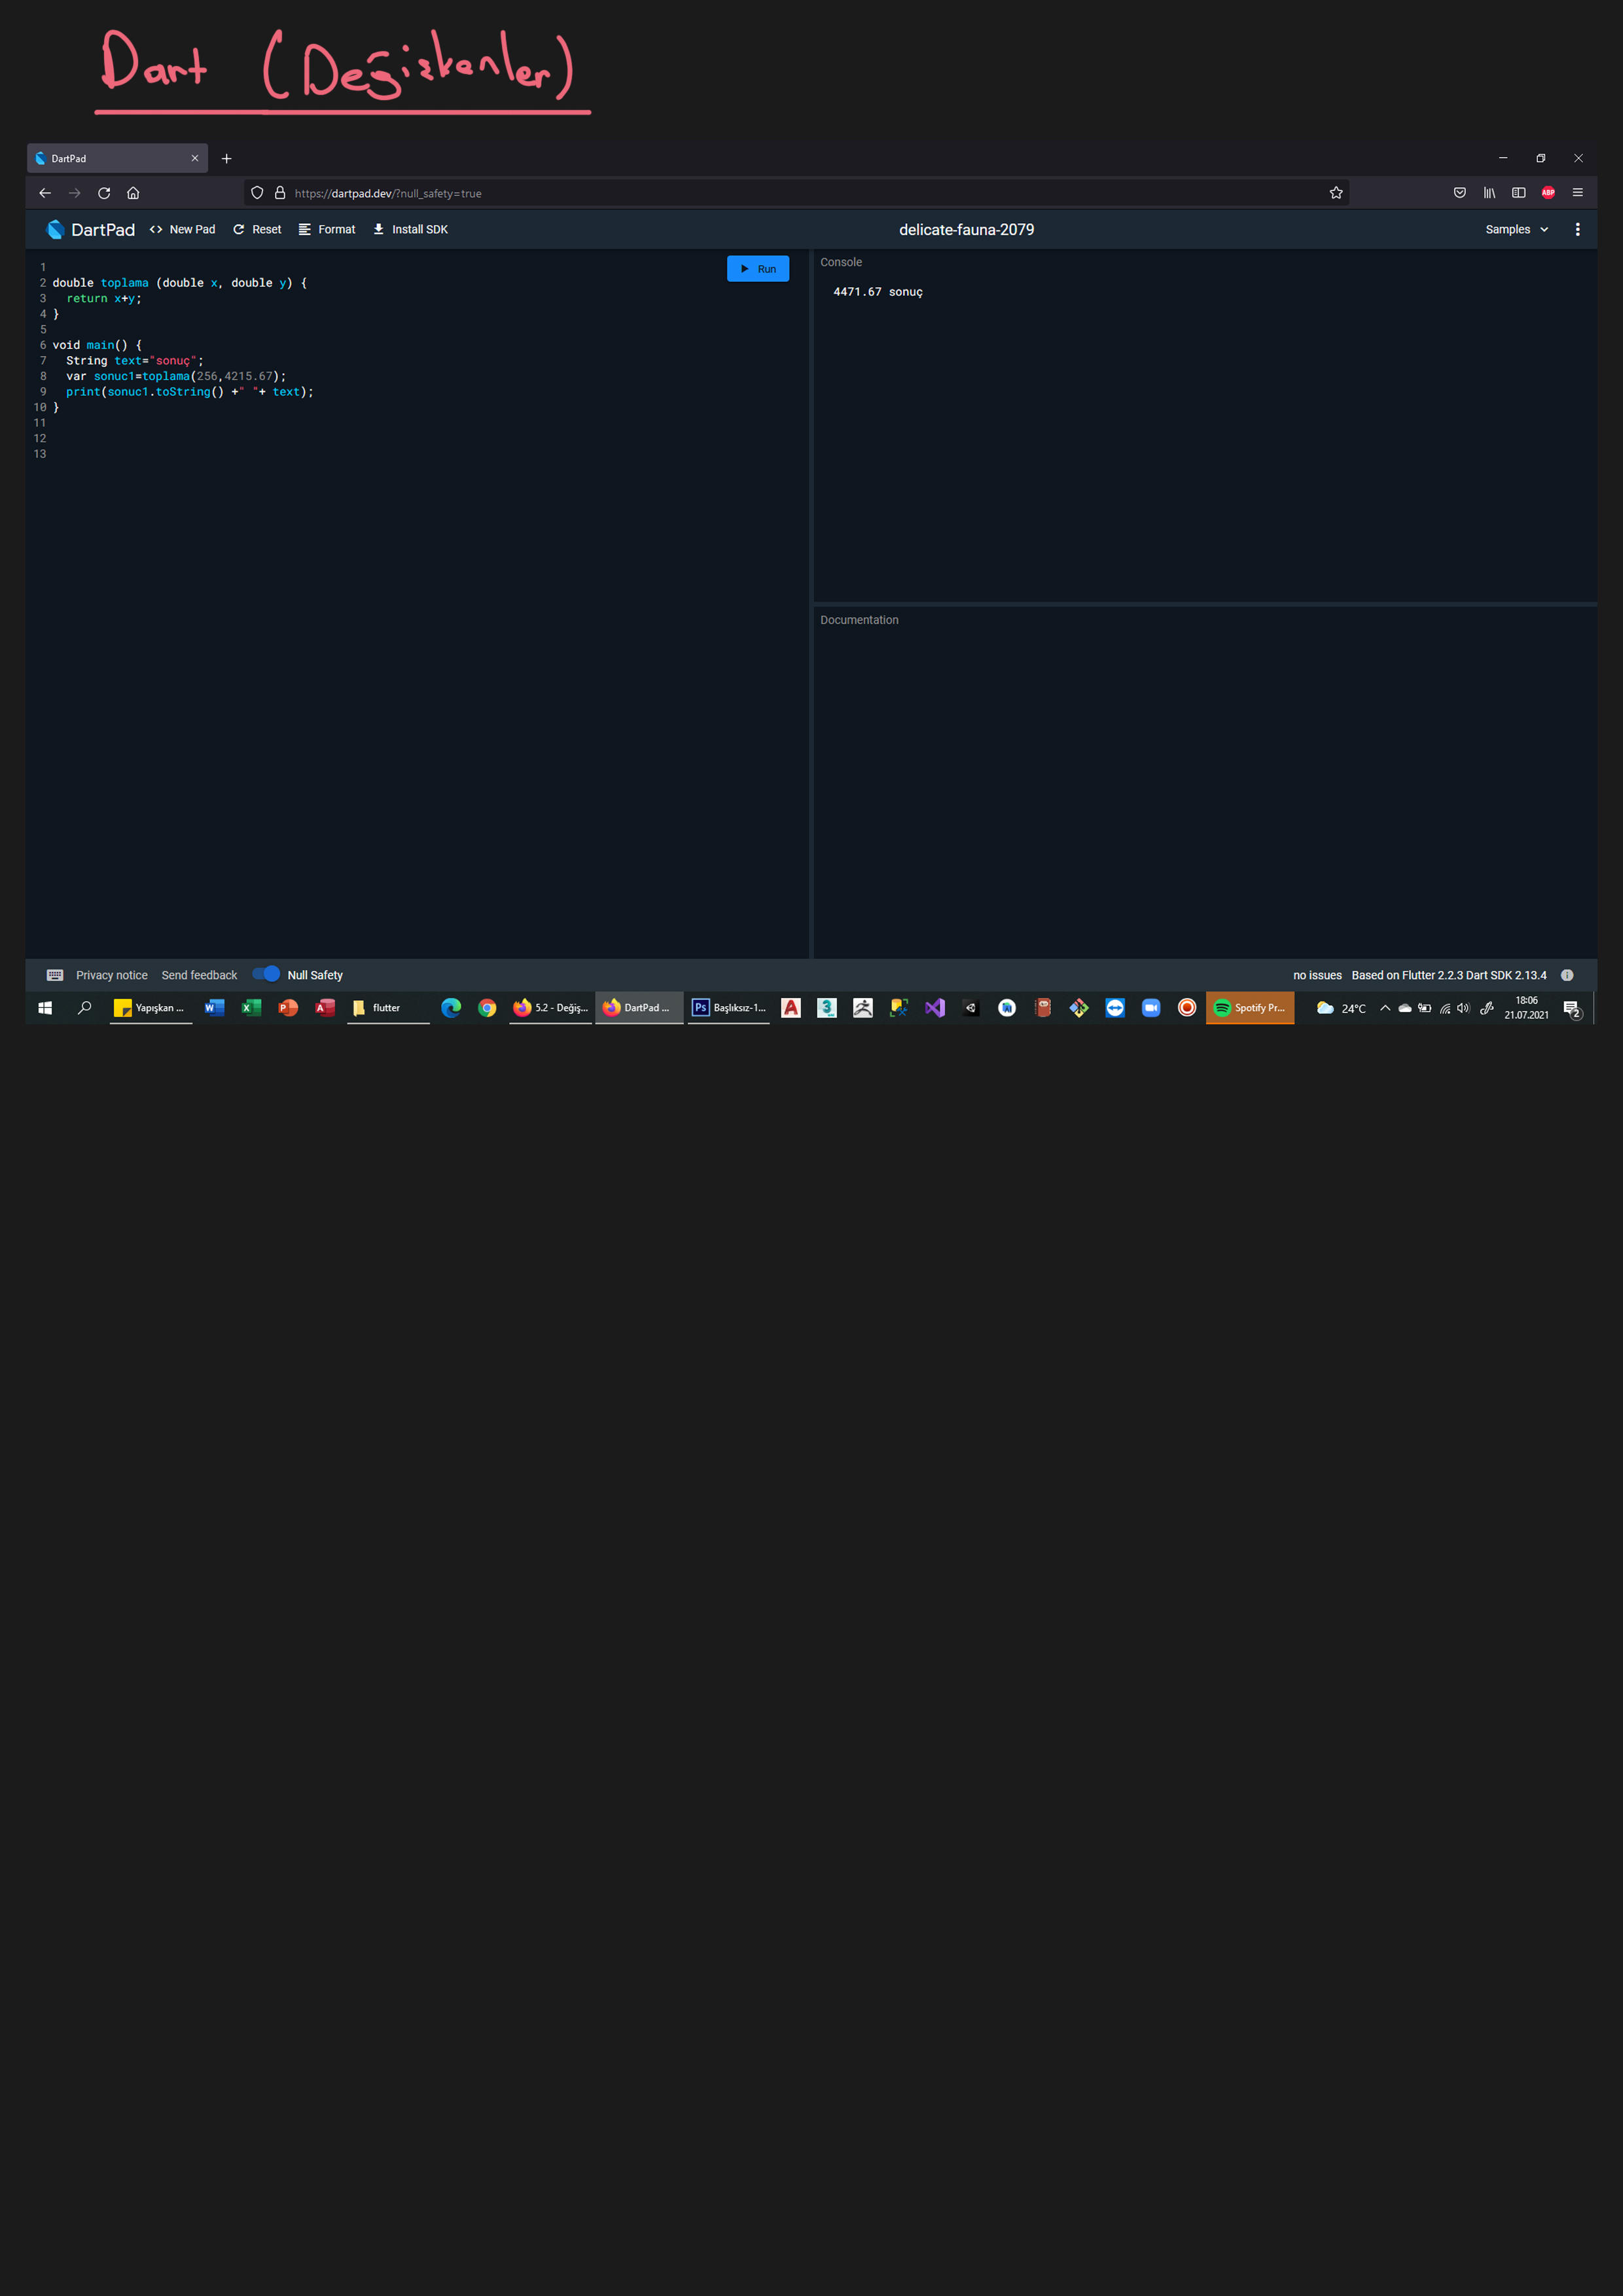 Dart (Değişkenler)
DartPad
https://dartpad.dev/?null_safety=true
ABP
DartPad <> New Pad Reset Format Install SDK delicate-fauna-2079 Samples
Run
Console
4471.67 sonuç
1
2 double toplama (double x, double y) {
3 return x+y;
4 }
5
6 void main() {
7 String text="sonuç";
8 var sonuc1=toplama(256,4215.67);
9 print(sonuc1.toString() +" "+ text);
10 }
11
12
13
Documentation
Privacy notice Send feedback Null Safety no issues Based on Flutter 2.2.3 Dart SDK 2.13.4
Yapışkan ... flutter 5.2 - Değiş... DartPad ... Ps Başlıksız-1... Spotify Pr... 24°C 18:06
21.07.2021
2